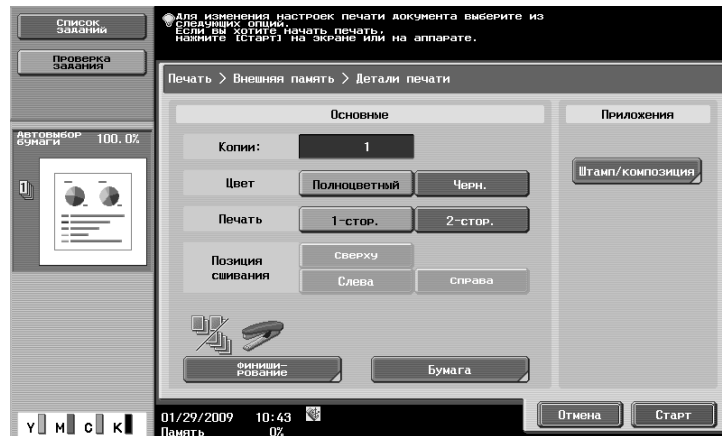 Список
заданий
Проверка
задания
Для изменения настроек печати документа выберите из
следующих опций.
Если вы хотите начать печать,
нажмите [СТАРТ] на экране или на аппарате.
Печать > Внешняя память > Детали печати
Основные
Приложения
Автовыбор
бумаги
100.0%
Копии:
1
Цвет
Полноцветный
Черн.
Штамп/композиция
Печать
1-стор.
2-стор.
Позиция
сшивания
Сверху
Слева
Справа
1
Финиши-
рование
Бумага
Y M C K
01/29/2009 10:43
Память 0%
Отмена
Старт